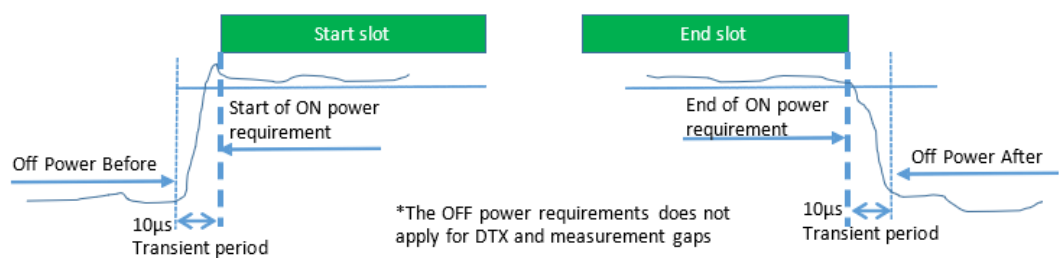 Start slot
End slot
Start of ON power
requirement
End of ON power
requirement
Off Power Before
Off Power After
10µs
Transient period
*The OFF power requirements does not
apply for DTX and measurement gaps
10µs
Transient period